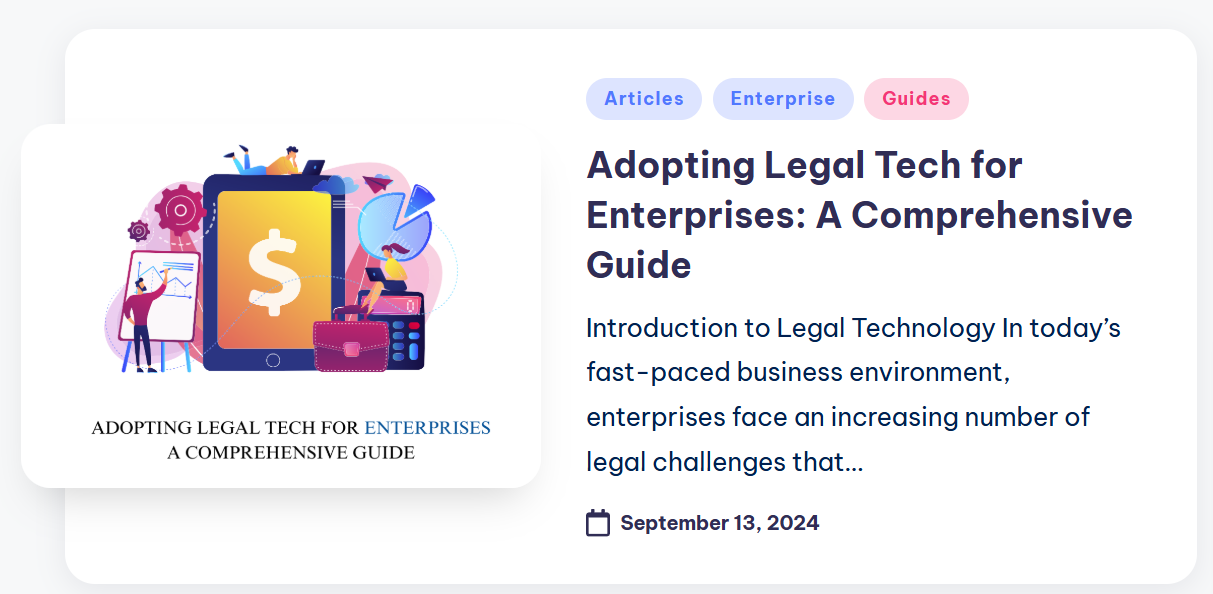 Articles
Enterprise
Guides
Adopting Legal Tech for
Enterprises: A Comprehensive
Guide
Introduction to Legal Technology In today’s
fast-paced business environment,
enterprises face an increasing number of
legal challenges that…
September 13, 2024
$
0
ADOPTING LEGAL TECH FOR ENTERPRISES
A COMPREHENSIVE GUIDE